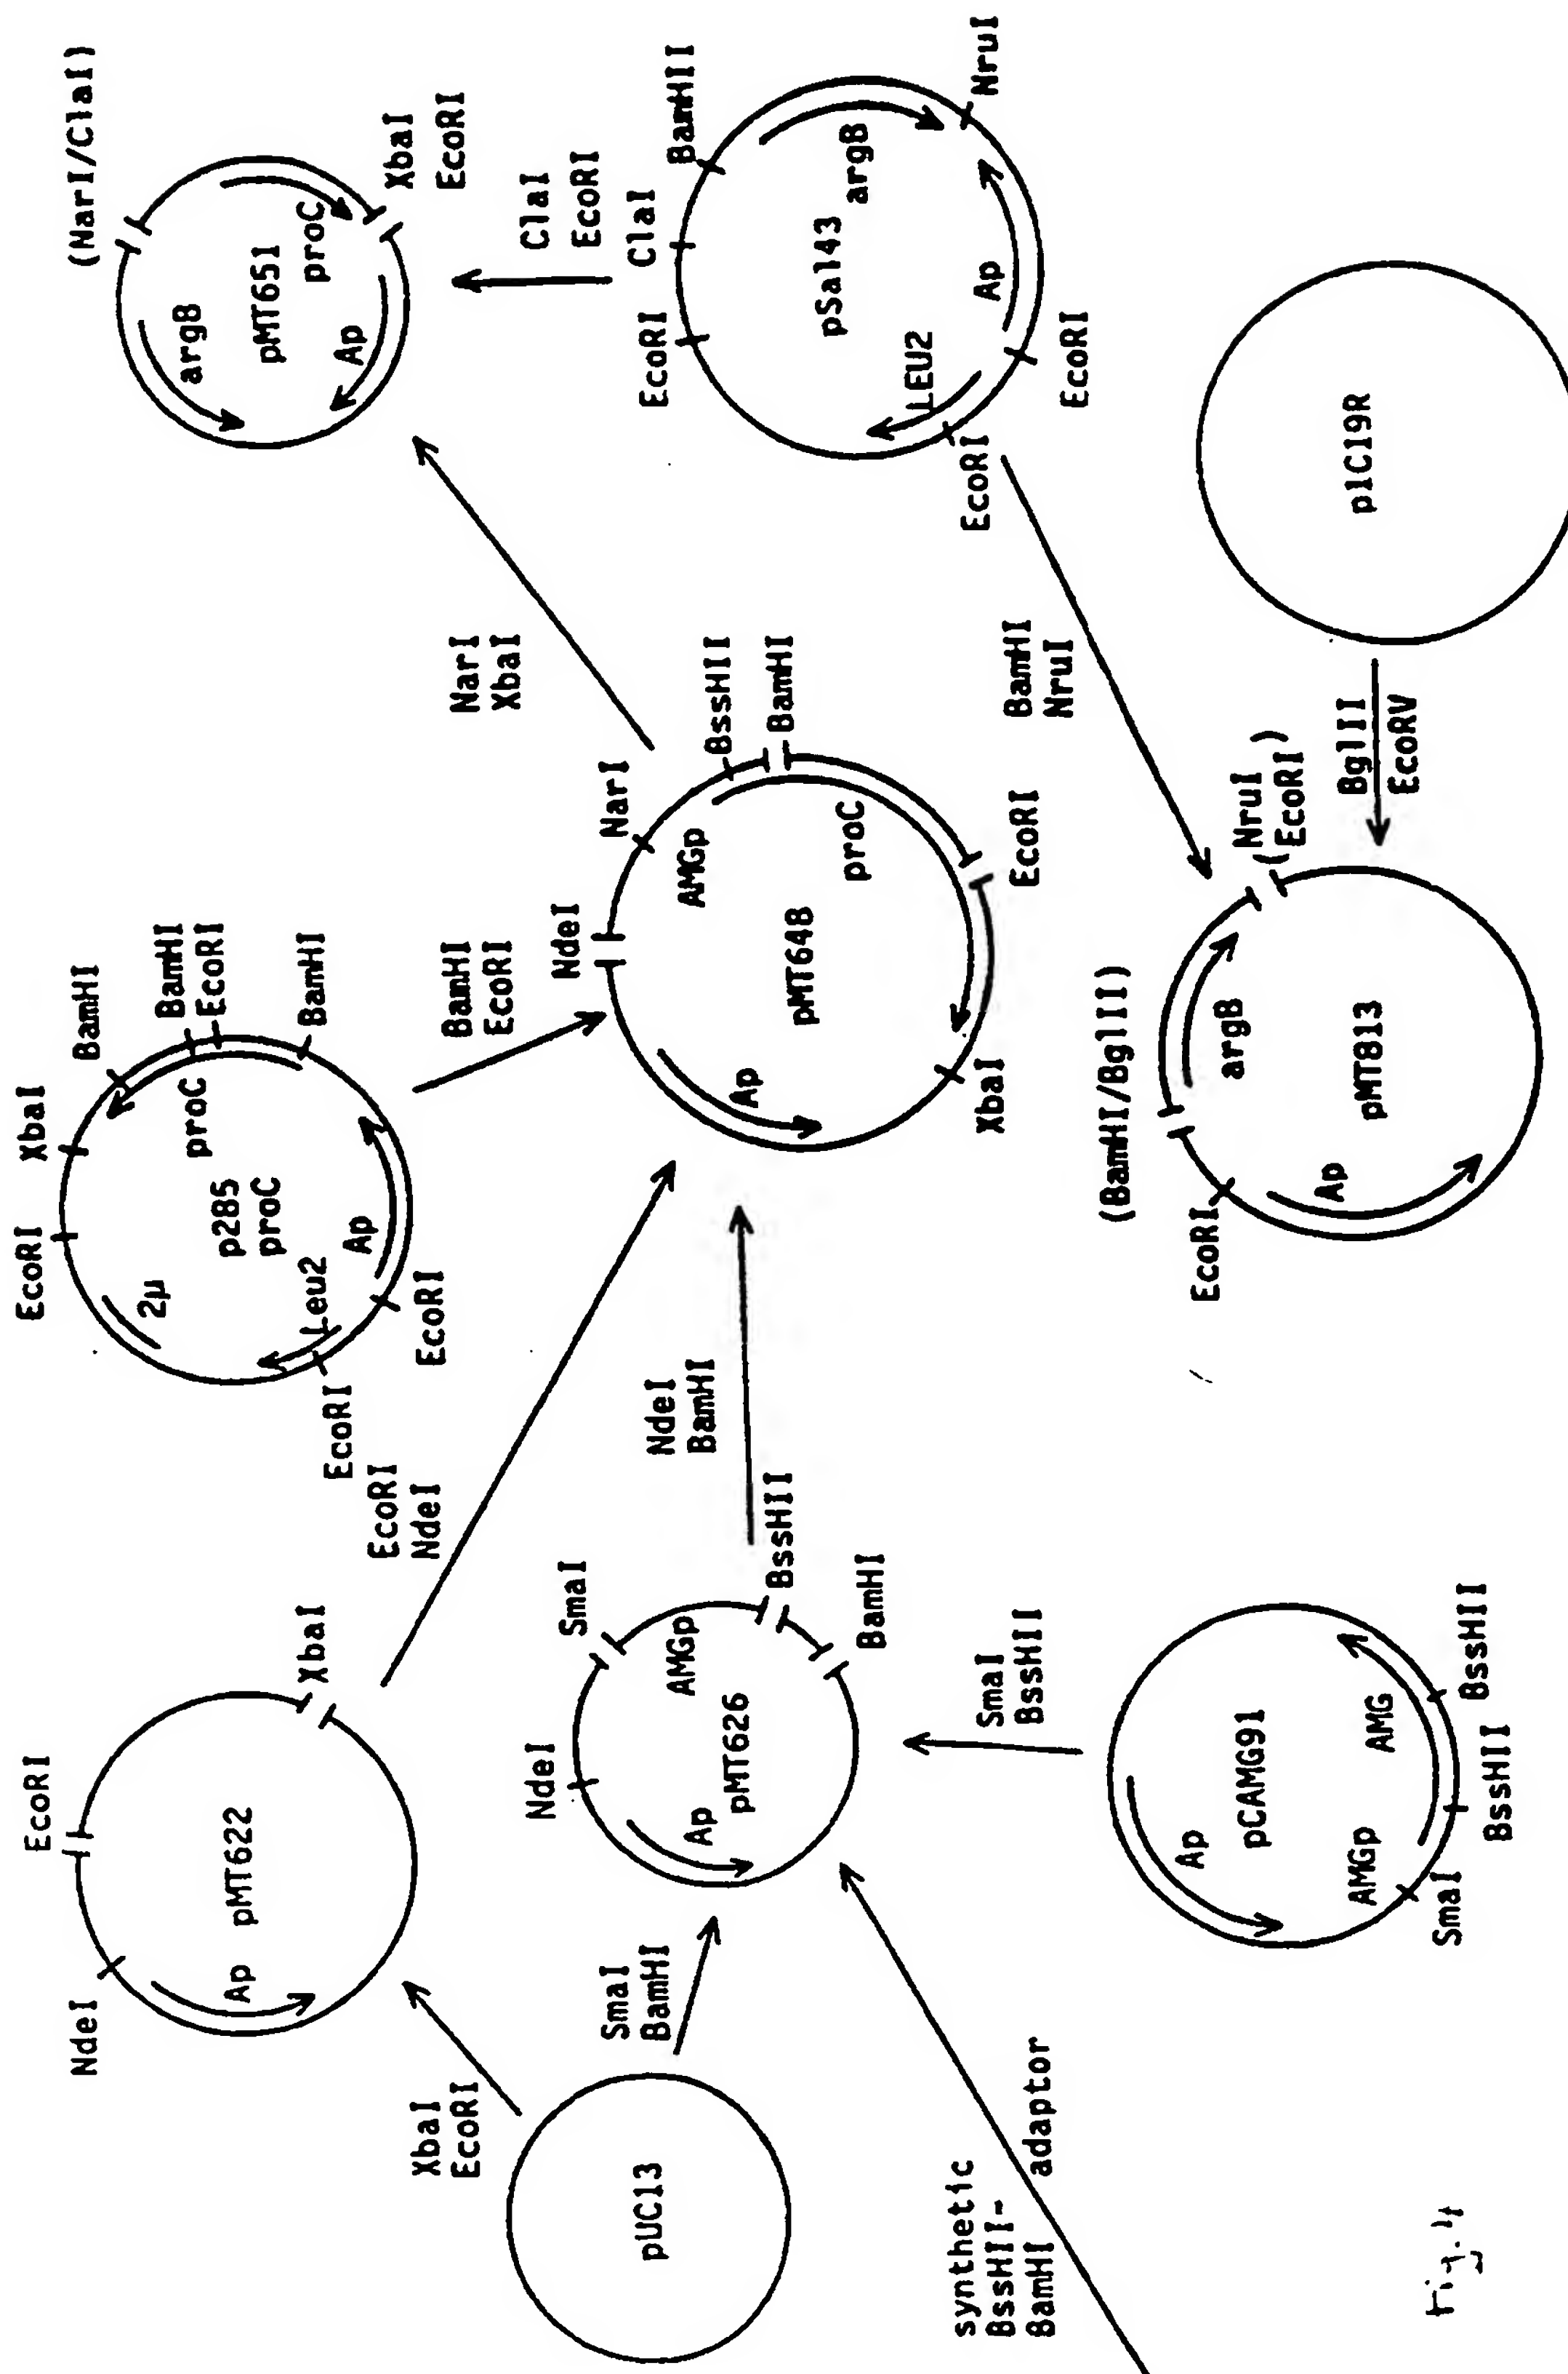 EcoRI
XbaI
BamHI
BamHI
EcoRI
BamHI
2µ
p285
proC
proC
Leu2
Ap
EcoRI
EcoRI
(NarI/ClaI)
argB
pMT651
proC
Ap
XbaI
EcoRI
EcoRI
NdeI
Ap
pMT622
XbaI
EcoRI
NdeI
BamHI
EcoRI
NarI
XbaI
ClaI
EcoRI
XbaI
EcoRI
pUC13
SmaI
BamHI
NdeI
SmaI
AMGp
Ap
pMT626
BssHII
BamHI
NdeI
BamHI
NdeI
NarI
BssHII
BamHI
AMGp
proC
pMT648
Ap
EcoRI
XbaI
EcoRI
ClaI
BamHII
pSal43
argB
LEU2
Ap
NruI
EcoRI
EcoRI
BamHI
NruI
synthetic
BssHII-
BamHI adaptor
SmaI
BssHII
Ap
pCAMG91
AMGp
AMG
SmaI
BssHII
BssHII
(BamHI/BglII)
EcoRI
argB
Ap
pMT813
(NruI
EcoRI)
BglII
EcoRV
pIC19R
Fig. 4